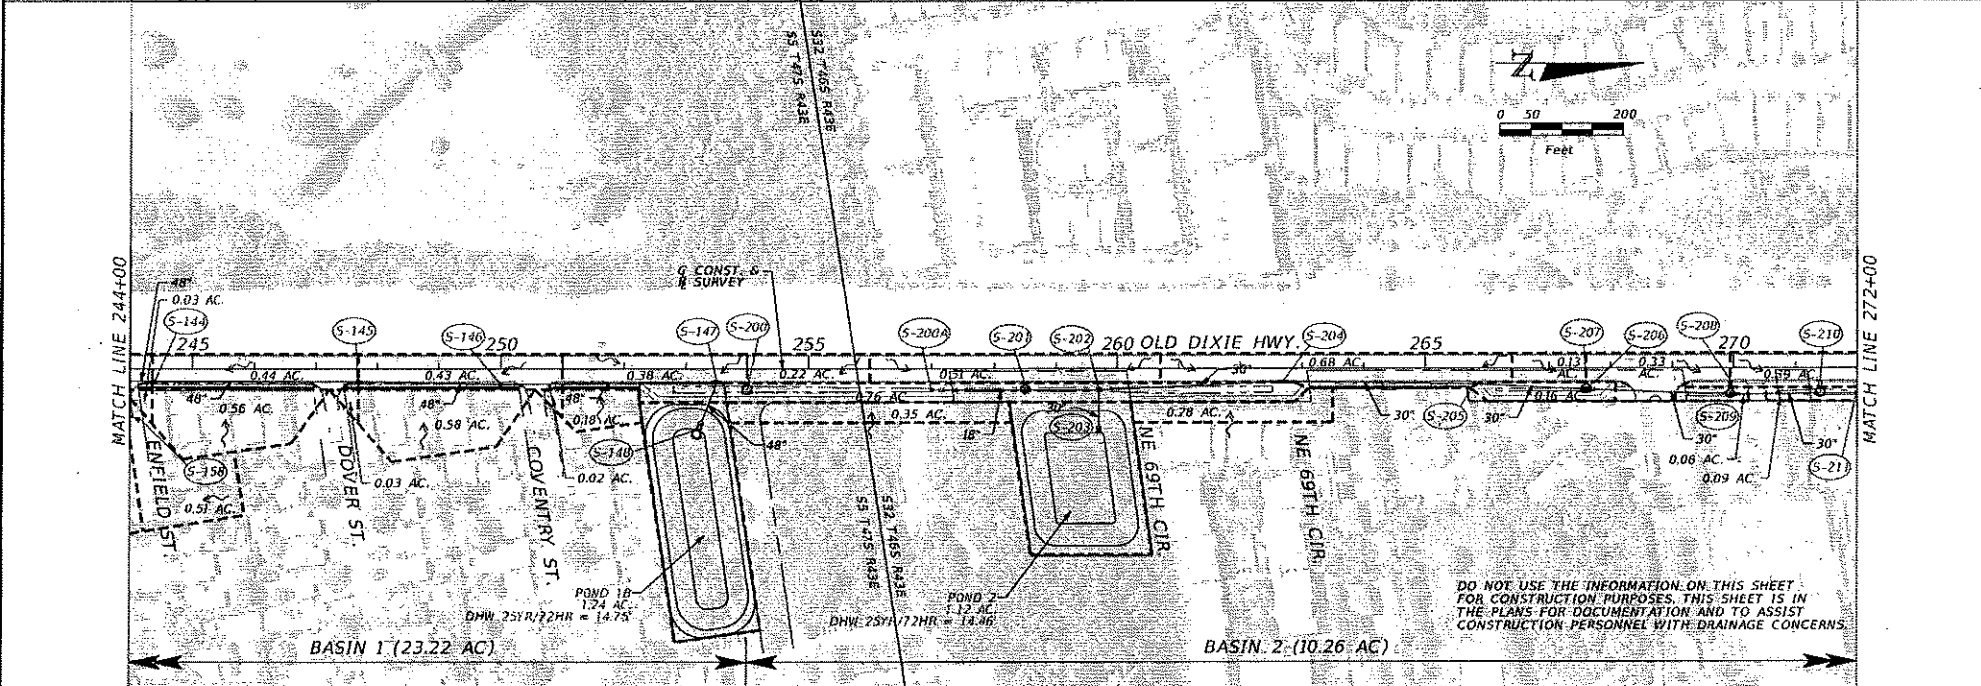 S32 T46S R43E
S5 T47S R43E
N
0 50 200
Feet
MATCH LINE 244+00
MATCH LINE 272+00
℄ CONST. &
℄ SURVEY
48"
0.03 AC.
S-144
S-145
S-146
S-147
S-200
S-200A
S-201
S-202
S-204
S-207
S-206
S-208
S-210
245
250
255
260 OLD DIXIE HWY.
265
270
0.44 AC.
0.43 AC.
0.38 AC.
0.22 AC.
0.68 AC.
0.13 AC.
0.33 AC.
30"
48"
0.56 AC.
48"
0.58 AC.
48"
0.18 AC.
0.35 AC.
18"
30"
0.28 AC.
30"
S-205
30"
0.16 AC.
S-209
30"
30"
S-211
S-158
0.51 AC.
0.03 AC.
0.02 AC.
S-148
48"
S-203
0.06 AC.
0.09 AC.
ENFIELD ST
DOVER ST.
COVENTRY ST.
NE 69TH CIR
NE 69TH CIR
S5 T47S R43E
S32 T46S R43E
POND 1B
1.24 AC.
DHW 25YR/72HR = 14.75'
POND 2
1.12 AC.
DHW 25YR/72HR = 14.46'
DO NOT USE THE INFORMATION ON THIS SHEET
FOR CONSTRUCTION PURPOSES. THIS SHEET IS IN
THE PLANS FOR DOCUMENTATION AND TO ASSIST
CONSTRUCTION PERSONNEL WITH DRAINAGE CONCERNS.
BASIN 1 (23.22 AC)
BASIN 2 (10.26 AC)